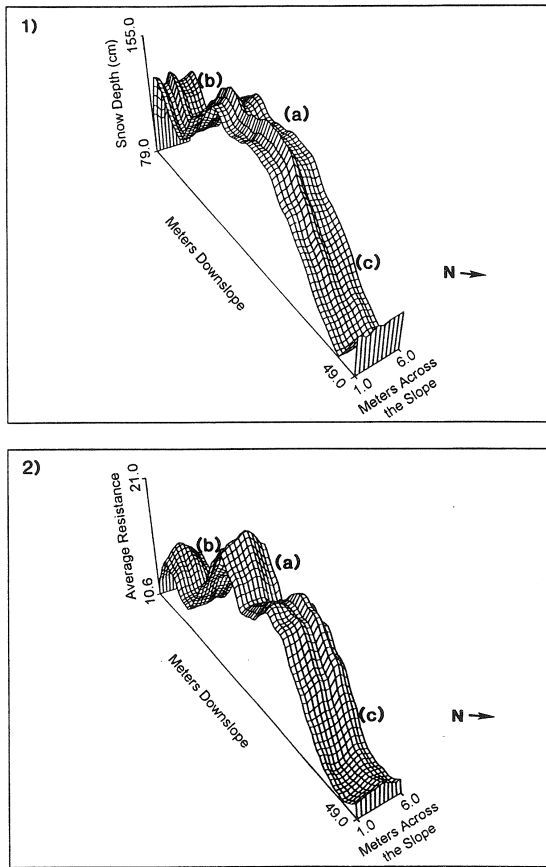 1)
155.0
Snow Depth (cm)
79.0
(b)
(a)
(c)
Meters Downslope
N
49.0
1.0
6.0
Meters Across
the Slope
2)
21.0
Average Resistance
10.6
(b)
(a)
(c)
Meters Downslope
N
49.0
1.0
6.0
Meters Across
the Slope